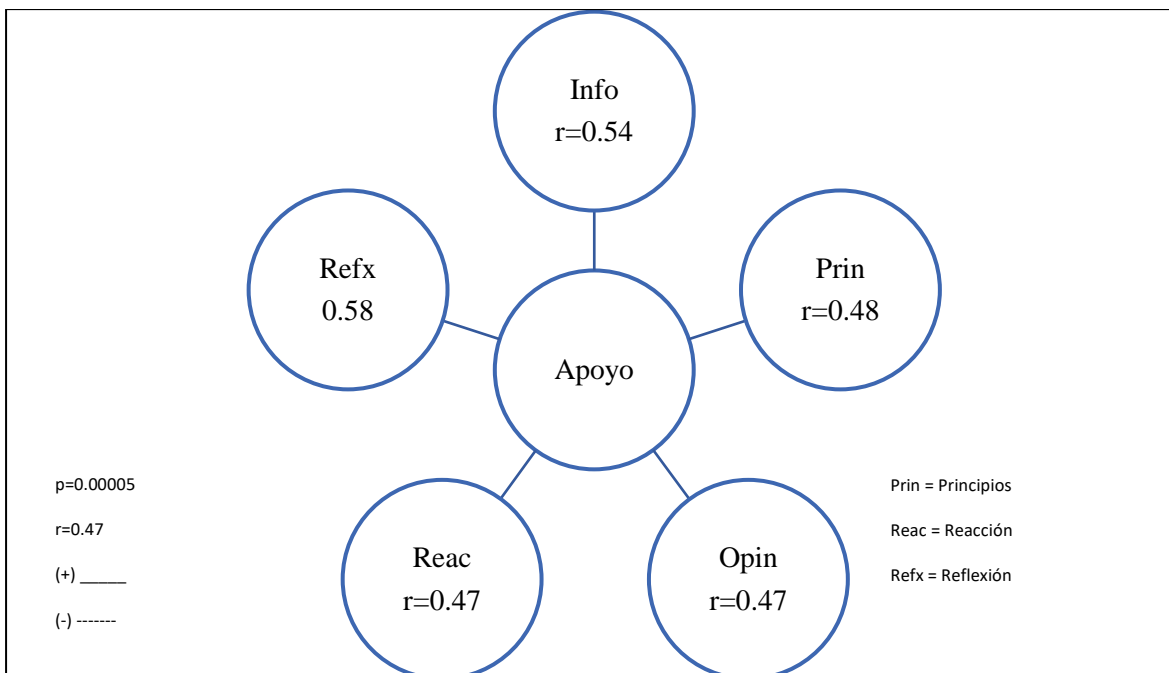 Info
r=0.54
Refx
0.58
Prin
r=0.48
Apoyo
Reac
r=0.47
Opin
r=0.47
p=0.00005
r=0.47
(+) _____
(-) -------
Prin = Principios
Reac = Reacción
Refx = Reflexión